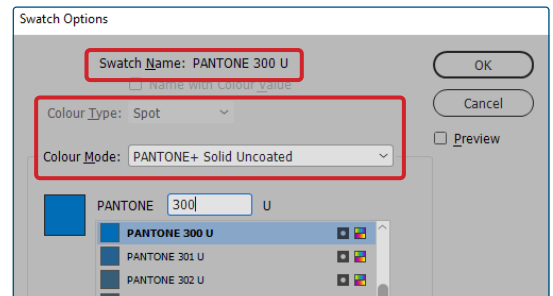 Swatch Options
Swatch Name: PANTONE 300 U
OK
Name with Colour Value
Cancel
Colour Type: Spot
Preview
Colour Mode: PANTONE+ Solid Uncoated
PANTONE 300 U
PANTONE 300 U
PANTONE 301 U
PANTONE 302 U